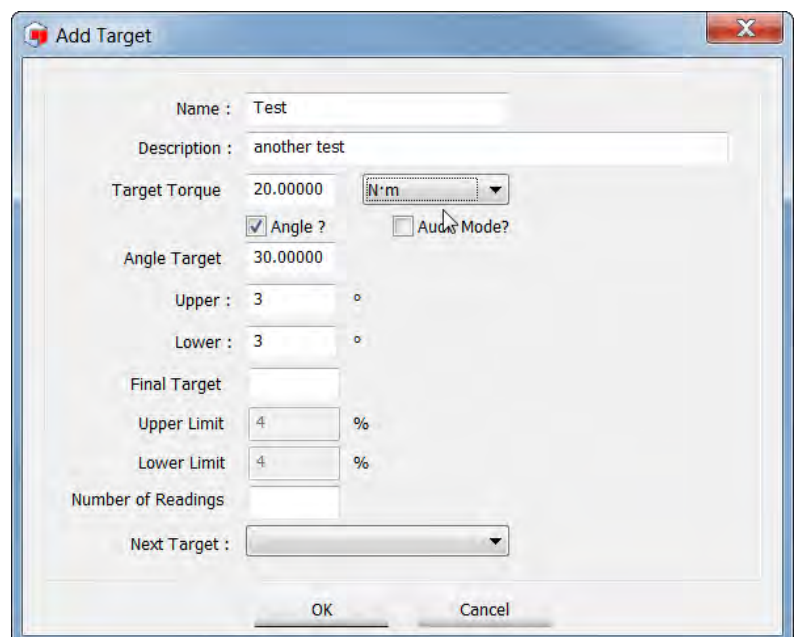 Add Target
Name : Test
Description : another test
Target Torque 20.00000 N·m
Angle ? Mode?
Angle Target 30.00000
Upper : 3 °
Lower : 3 °
Final Target
Upper Limit 4 %
Lower Limit 4 %
Number of Readings
Next Target :
OK Cancel